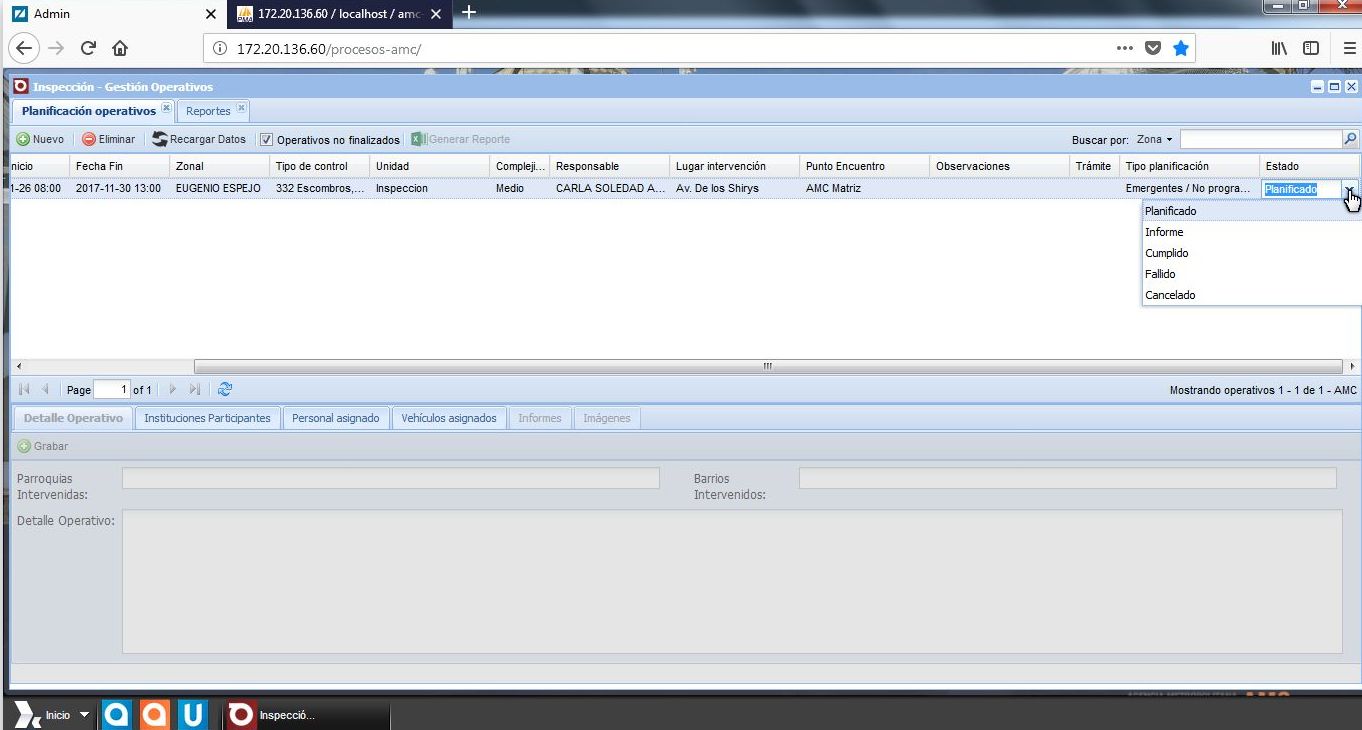 Admin
172.20.136.60 / localhost / amc
172.20.136.60/procesos-amc/
Inspección - Gestión Operativos
Planificación operativos
Reportes
Nuevo
Eliminar
Recargar Datos
Operativos no finalizados
Generar Reporte
Buscar por: Zona
nicio Fecha Fin Zonal Tipo de control Unidad Compleji... Responsable Lugar intervención Punto Encuentro Observaciones Trámite Tipo planificación Estado
1-26 08:00 2017-11-30 13:00 EUGENIO ESPEJO 332 Escombros,... Inspeccion Medio CARLA SOLEDAD A... Av. De los Shirys AMC Matriz Emergentes / No progra... Planificado
Planificado
Informe
Cumplido
Fallido
Cancelado
Page 1 of 1
Mostrando operativos 1 - 1 de 1 - AMC
Detalle Operativo
Instituciones Participantes
Personal asignado
Vehículos asignados
Informes
Imágenes
Grabar
Parroquias
Intervenidas:
Barrios
Intervenidos:
Detalle Operativo:
Inicio
Inspecció...